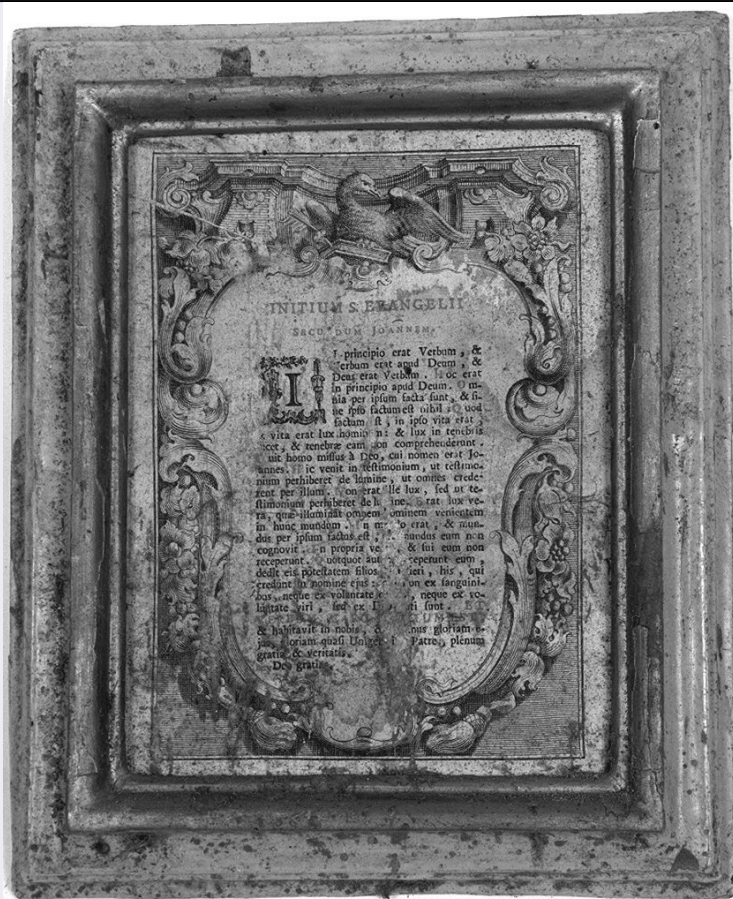 INITIUM S. EVANGELII
SECUNDUM JOANNEM.
IN principio erat Verbum, &
Verbum erat apud Deum, &
Deus erat Verbum. Hoc erat
in principio apud Deum. Om-
nia per ipsum facta sunt, & si-
ne ipso factum est nihil: Quod
factum est, in ipso vita erat,
& vita erat lux hominum: & lux in tenebris
lucet, & tenebræ eam non comprehenderunt.
Fuit homo missus à Deo, cui nomen erat Jo-
annes. Hic venit in testimonium, ut testimo-
nium perhiberet de lumine, ut omnes crede-
rent per illum. Non erat ille lux, sed ut te-
stimonium perhiberet de lumine. Erat lux ve-
ra, quæ illuminat omnem hominem venientem
in hunc mundum. In mundo erat, & mun-
dus per ipsum factus est, & mundus eum non
cognovit. In propria venit, & sui eum non
receperunt. Quotquot autem receperunt eum,
dedit eis potestatem filios fieri, his, qui
credunt in nomine ejus: non ex sanguini-
bus, neque ex voluntate, neque ex vo-
luntate viri, sed ex nati sunt. ET
& habitavit in nobis, & gloriam e-
jus, gloriam quasi Unigeniti Patre, plenum
gratiæ & veritatis.
Deo gratias.